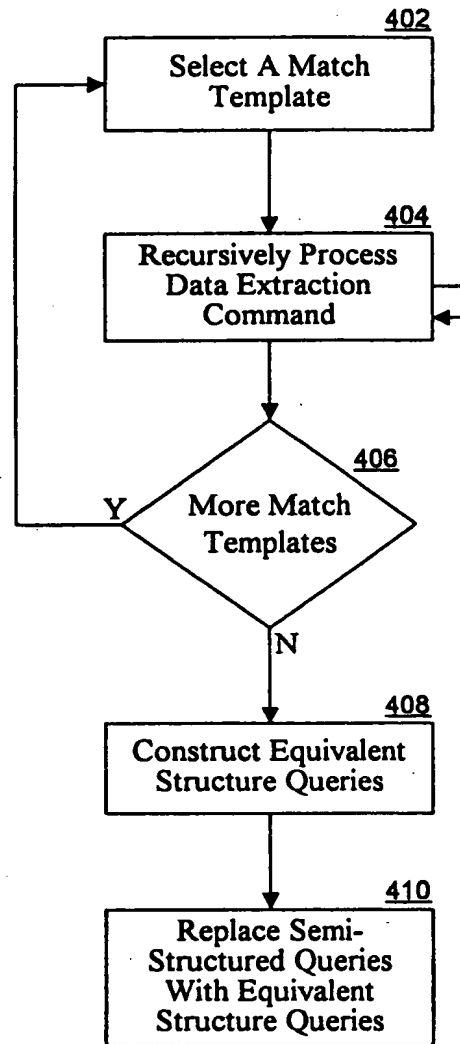 402
Select A Match
Template
404
Recursively Process
Data Extraction
Command
406
More Match
Templates
Y
N
408
Construct Equivalent
Structure Queries
410
Replace Semi-
Structured Queries
With Equivalent
Structure Queries